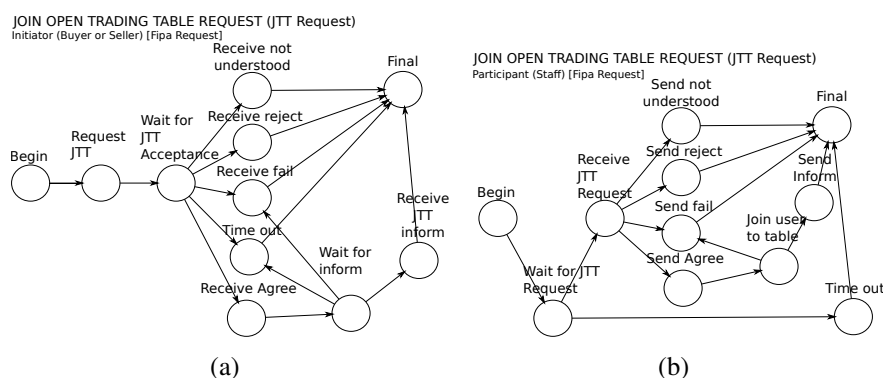 JOIN OPEN TRADING TABLE REQUEST (JTT Request)
Initiator (Buyer or Seller) [Fipa Request]
Receive not
understood
Final
Request
JTT
Wait for
JTT
Acceptance
Receive reject
Begin
Receive fail
Receive
JTT
inform
Time out
Wait for
inform
Receive Agree
(a)
JOIN OPEN TRADING TABLE REQUEST (JTT Request)
Participant (Staff) [Fipa Request]
Send not
understood
Final
Receive
JTT
Request
Send reject
Send
Inform
Begin
Send fail
Join user
to table
Send Agree
Wait for JTT
Request
Time out
(b)